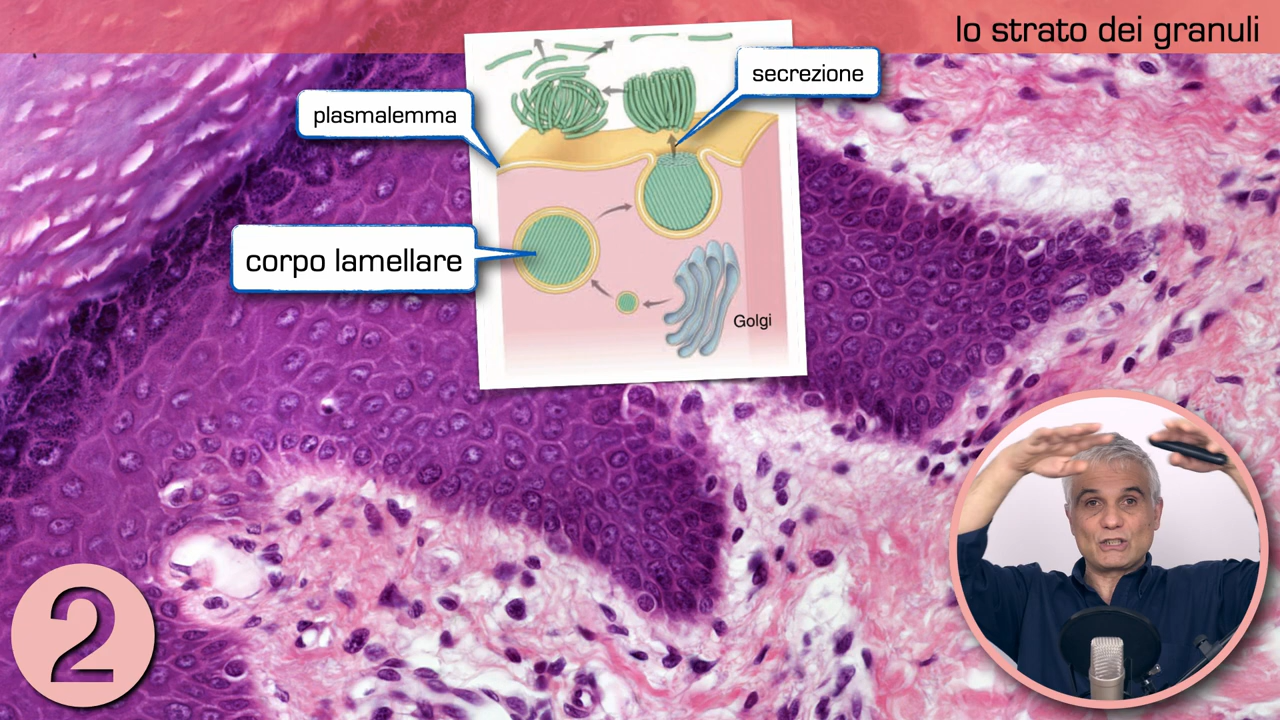 lo strato dei granuli
secrezione
plasmalemma
corpo lamellare
Golgi
2